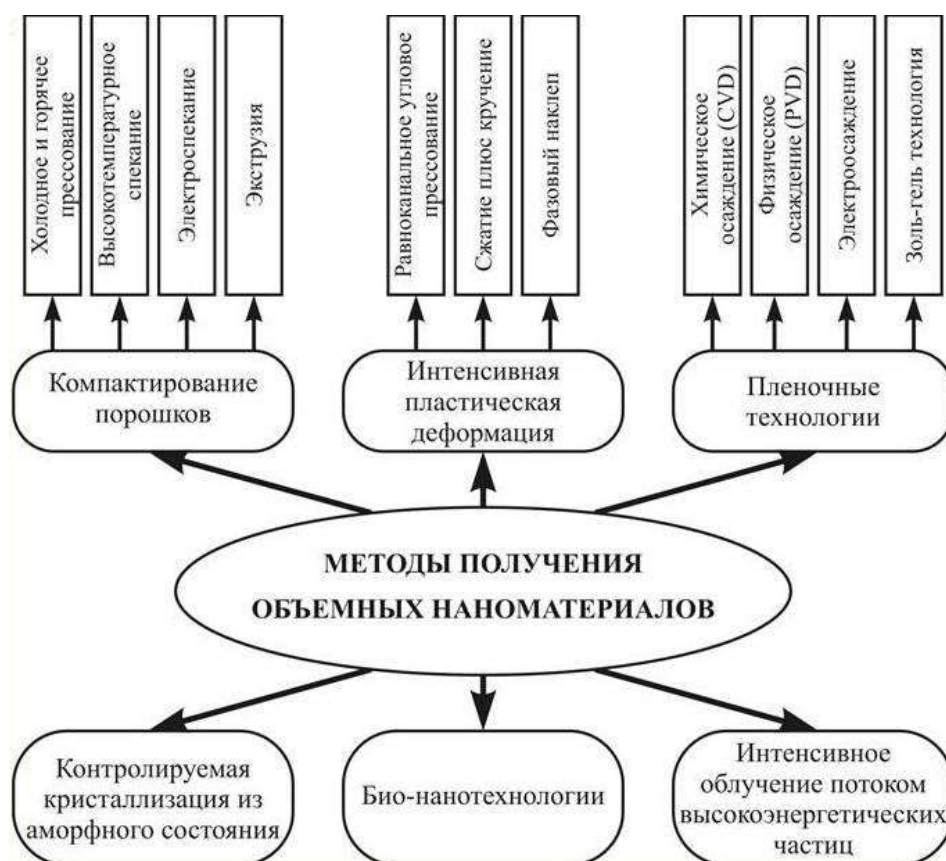 Холодное и горячее
прессование
Высокотемпературное
спекание
Электроспекание
Экструзия
Равноканальное угловое
прессование
Сжатие плюс кручение
Фазовый наклеп
Химическое
осаждение (CVD)
Физическое
осаждение (PVD)
Электроосаждение
Золь-гель технология
Компактирование
порошков
Интенсивная
пластическая
деформация
Пленочные
технологии
МЕТОДЫ ПОЛУЧЕНИЯ
ОБЪЕМНЫХ НАНОМАТЕРИАЛОВ
Контролируемая
кристаллизация из
аморфного состояния
Био-нанотехнологии
Интенсивное
облучение потоком
высокоэнергетических
частиц